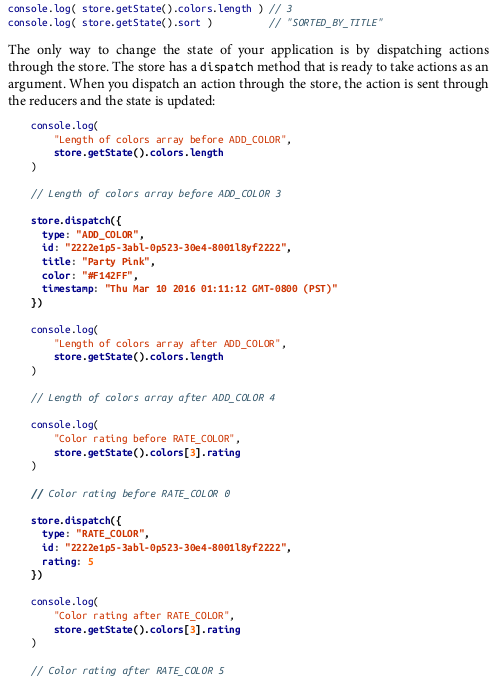 console.log( store.getState().colors.length ) // 3
console.log( store.getState().sort ) // "SORTED_BY_TITLE"
The only way to change the state of your application is by dispatching actions
through the store. The store has a dispatch method that is ready to take actions as an
argument. When you dispatch an action through the store, the action is sent through
the reducers and the state is updated:
console.log(
"Length of colors array before ADD_COLOR",
store.getState().colors.length
)
// Length of colors array before ADD_COLOR 3
store.dispatch({
type: "ADD_COLOR",
id: "2222e1p5-3abl-0p523-30e4-8001l8yf2222",
title: "Party Pink",
color: "#F142FF",
timestamp: "Thu Mar 10 2016 01:11:12 GMT-0800 (PST)"
})
console.log(
"Length of colors array after ADD_COLOR",
store.getState().colors.length
)
// Length of colors array after ADD_COLOR 4
console.log(
"Color rating before RATE_COLOR",
store.getState().colors[3].rating
)
// Color rating before RATE_COLOR 0
store.dispatch({
type: "RATE_COLOR",
id: "2222e1p5-3abl-0p523-30e4-8001l8yf2222",
rating: 5
})
console.log(
"Color rating after RATE_COLOR",
store.getState().colors[3].rating
)
// Color rating after RATE_COLOR 5